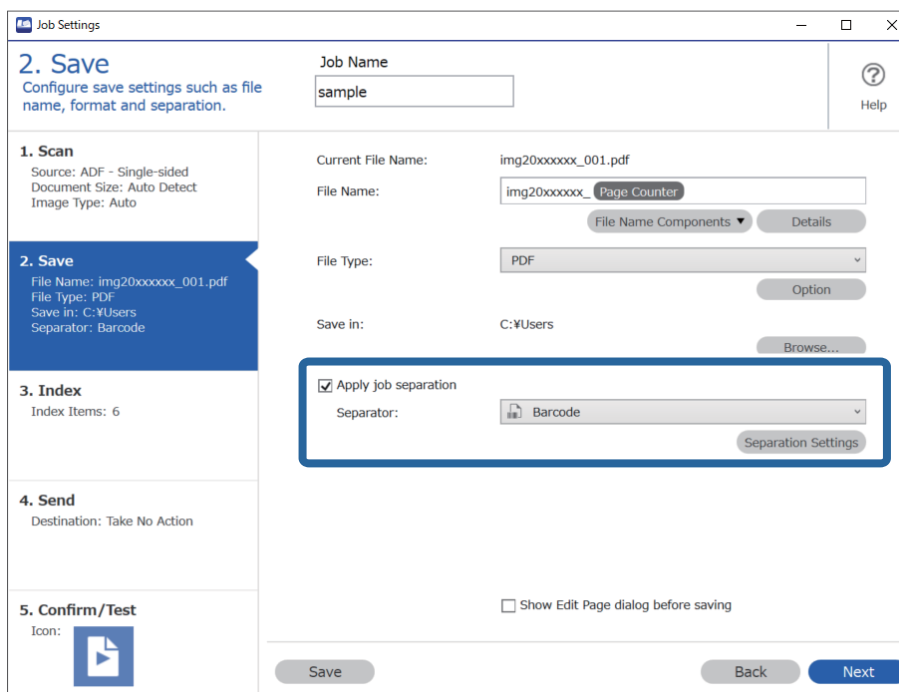 Job Settings
2. Save
Configure save settings such as file
name, format and separation.
Job Name
sample
Help
1. Scan
Source: ADF - Single-sided
Document Size: Auto Detect
Image Type: Auto
2. Save
File Name: img20xxxxxx_001.pdf
File Type: PDF
Save in: C:¥Users
Separator: Barcode
3. Index
Index Items: 6
4. Send
Destination: Take No Action
5. Confirm/Test
Icon:
Current File Name: img20xxxxxx_001.pdf
File Name: img20xxxxxx_ Page Counter
File Name Components ▼ Details
File Type: PDF
Option
Save in: C:¥Users
Browse...
Apply job separation
Separator: Barcode
Separation Settings
Show Edit Page dialog before saving
Save Back Next